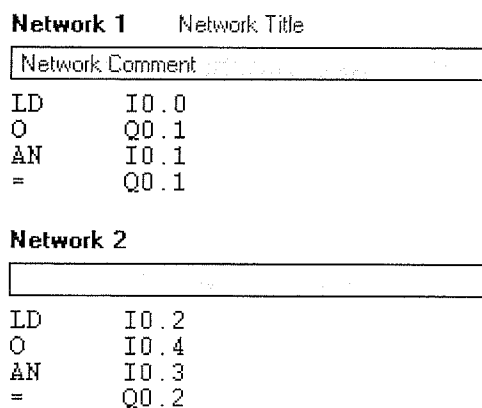 Network 1 Network Title
Network Comment
LD I0.0
O Q0.1
AN I0.1
= Q0.1
Network 2
LD I0.2
O I0.4
AN I0.3
= Q0.2